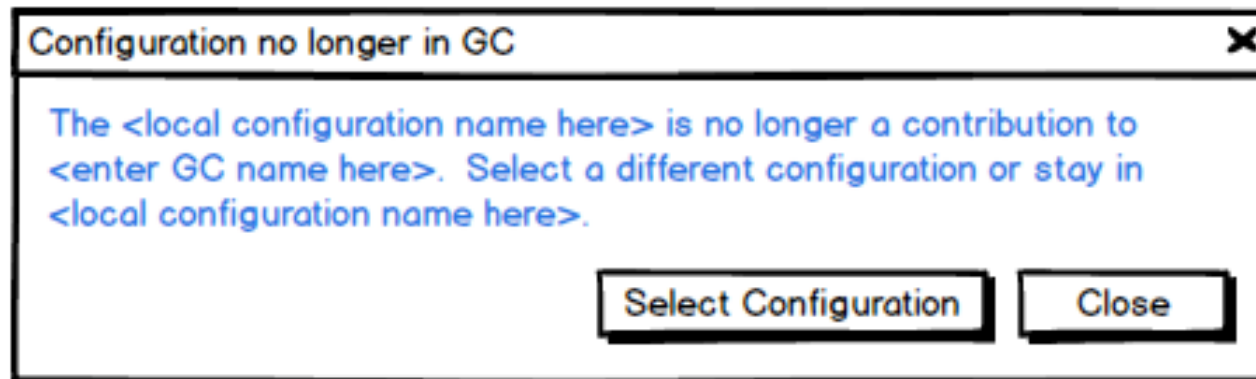 Configuration no longer in GC
The <local configuration name here> is no longer a contribution to
<enter GC name here>.  Select a different configuration or stay in
<local configuration name here>.
Select Configuration
Close